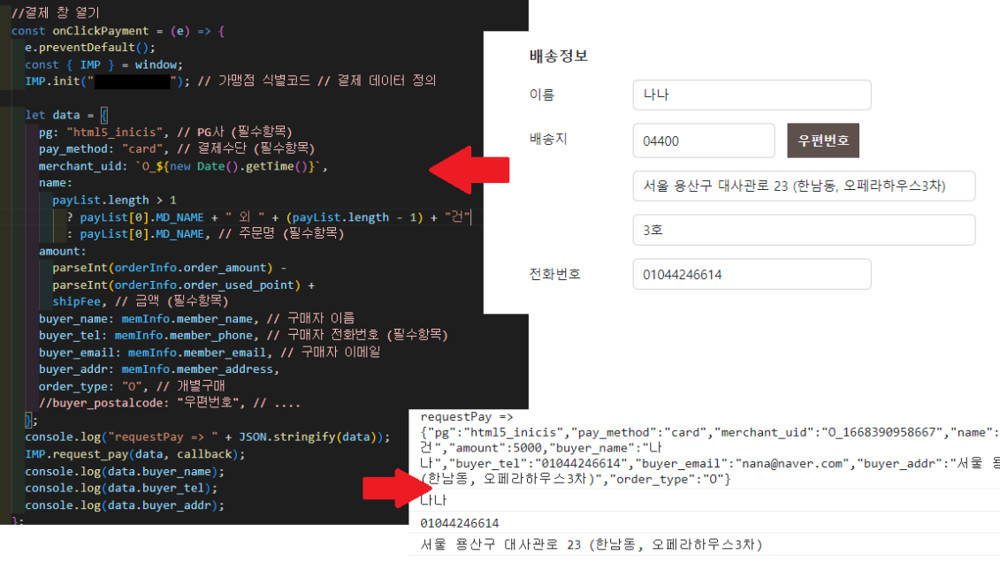 //결제 창 열기
const onClickPayment = (e) => {
e.preventDefault();
const { IMP } = window;
IMP.init(" "); // 가맹점 식별코드 // 결제 데이터 정의
let data = {
pg: "html5_inicis", // PG사 (필수항목)
pay_method: "card", // 결제수단 (필수항목)
merchant_uid: `O_${new Date().getTime()}`,
name:
payList.length > 1
? payList[0].MD_NAME + " 외 " + (payList.length - 1) + "건"
: payList[0].MD_NAME, // 주문명 (필수항목)
amount:
parseInt(orderInfo.order_amount) -
parseInt(orderInfo.order_used_point) +
shipFee, // 금액 (필수항목)
buyer_name: memInfo.member_name, // 구매자 이름
buyer_tel: memInfo.member_phone, // 구매자 전화번호 (필수항목)
buyer_email: memInfo.member_email, // 구매자 이메일
buyer_addr: memInfo.member_address,
order_type: "O", // 개별구매
//buyer_postalcode: "우편번호", // ....
};
console.log("requestPay => " + JSON.stringify(data));
IMP.request_pay(data, callback);
console.log(data.buyer_name);
console.log(data.buyer_tel);
console.log(data.buyer_addr);
};
배송정보
이름 나나
배송지 04400 우편번호
서울 용산구 대사관로 23 (한남동, 오페라하우스3차)
3호
전화번호 01044246614
requestPay =>
{"pg":"html5_inicis","pay_method":"card","merchant_uid":"O_1668390958667","name":
건","amount":5000,"buyer_name":"나
나","buyer_tel":"01044246614","buyer_email":"nana@naver.com","buyer_addr":"서울 용
(한남동, 오페라하우스3차)","order_type":"O"}
나나
01044246614
서울 용산구 대사관로 23 (한남동, 오페라하우스3차)